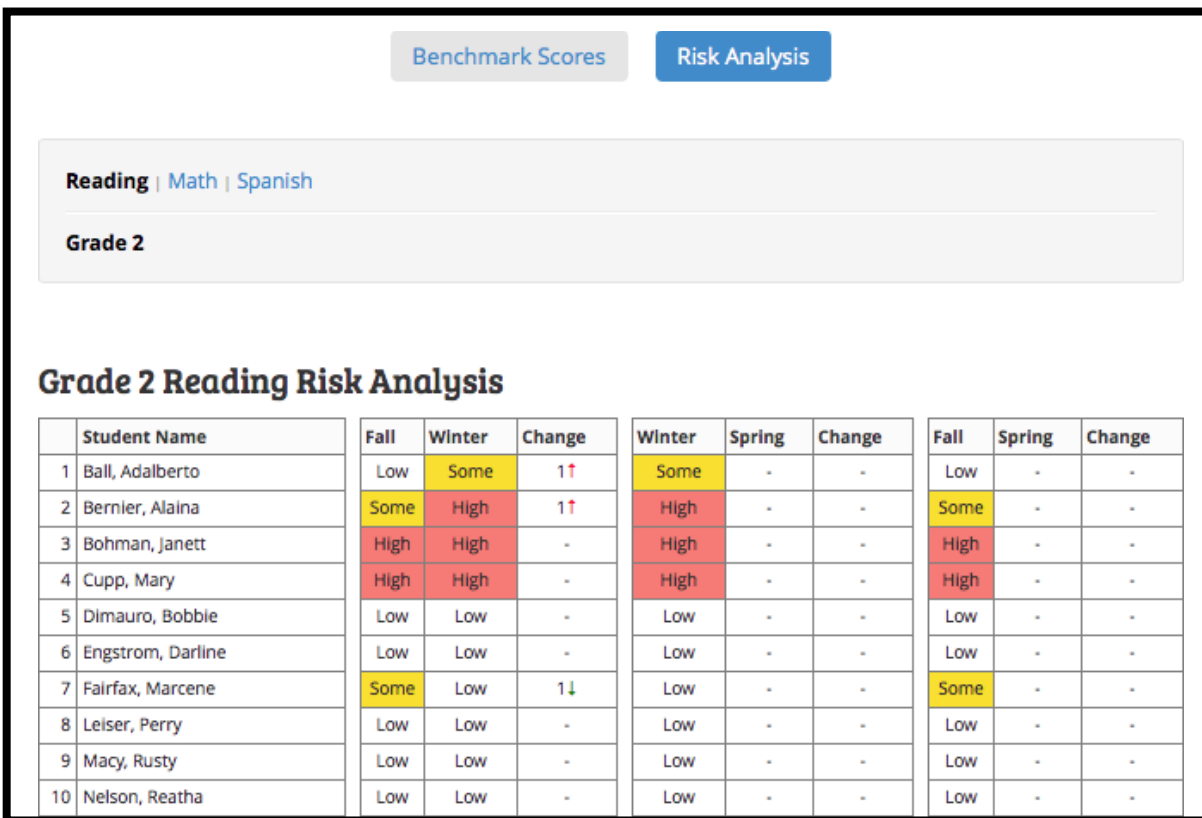 Benchmark Scores Risk Analysis
Reading | Math | Spanish
Grade 2
Grade 2 Reading Risk Analysis
Student Name Fall Winter Change Winter Spring Change Fall Spring Change
1 Ball, Adalberto Low Some 1↑ Some - - Low - -
2 Bernier, Alaina Some High 1↑ High - - Some - -
3 Bohman, Janett High High - High - - High - -
4 Cupp, Mary High High - High - - High - -
5 Dimauro, Bobbie Low Low - Low - - Low - -
6 Engstrom, Darline Low Low - Low - - Low - -
7 Fairfax, Marcene Some Low 1↓ Low - - Some - -
8 Leiser, Perry Low Low - Low - - Low - -
9 Macy, Rusty Low Low - Low - - Low - -
10 Nelson, Reatha Low Low - Low - - Low - -